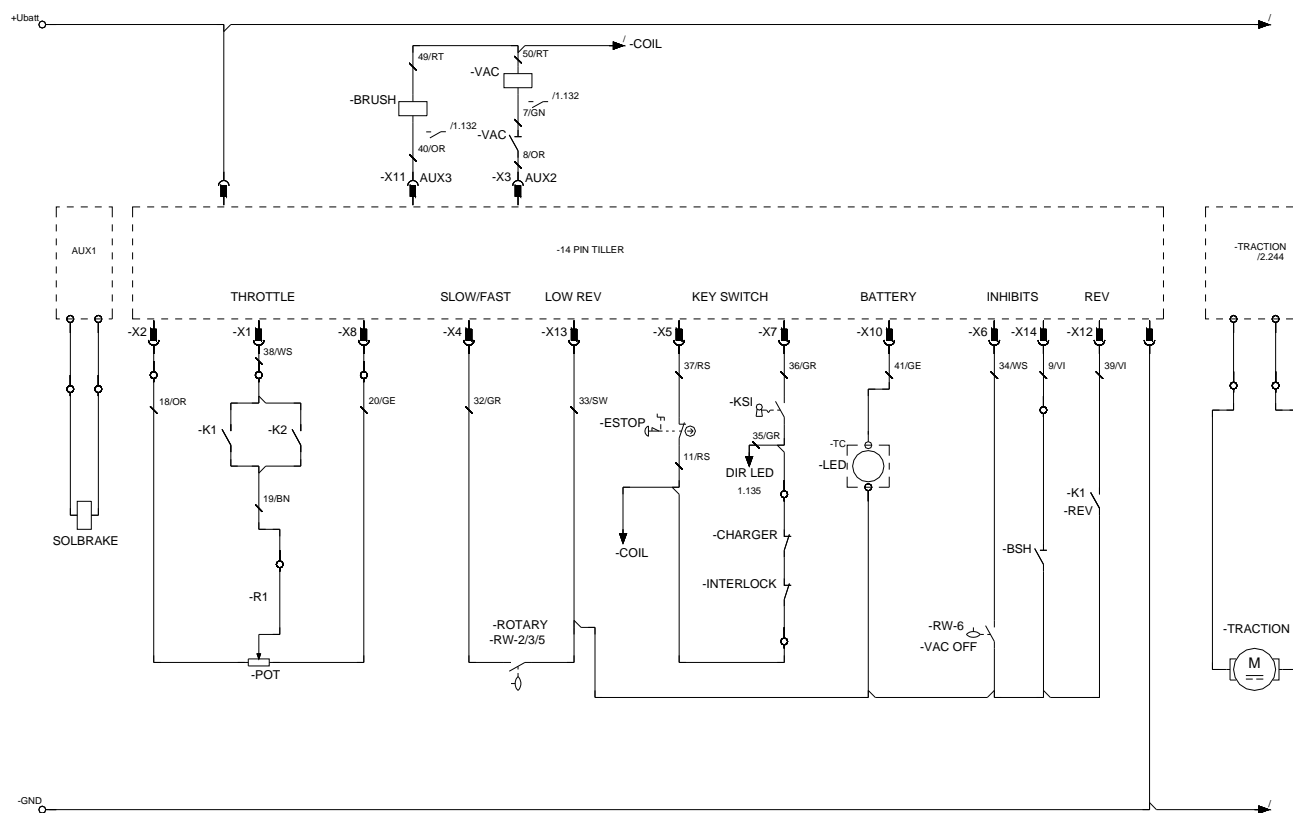 +Ubatt
/
/
-COIL
49/RT
50/RT
-VAC
-BRUSH
/1.132
7/GN
/1.132
-VAC
40/OR
8/OR
-X11
AUX3
-X3
AUX2
AUX1
-14 PIN TILLER
-TRACTION
/2.244
THROTTLE
SLOW/FAST
LOW REV
KEY SWITCH
BATTERY
INHIBITS
REV
-X2
-X1
-X8
-X4
-X13
-X5
-X7
-X10
-X6
-X14
-X12
38/WS
37/RS
36/GR
41/GE
34/WS
9/VI
39/VI
18/OR
20/GE
32/GR
33/SW
-KSI
-K1
-K2
-ESTOP
35/GR
-TC
-LED
11/RS
DIR LED
1.135
19/BN
-K1
-REV
SOLBRAKE
-COIL
-CHARGER
-BSH
-INTERLOCK
-R1
-ROTARY
-RW-2/3/5
-RW-6
-VAC OFF
-TRACTION
M
-POT
-GND
/